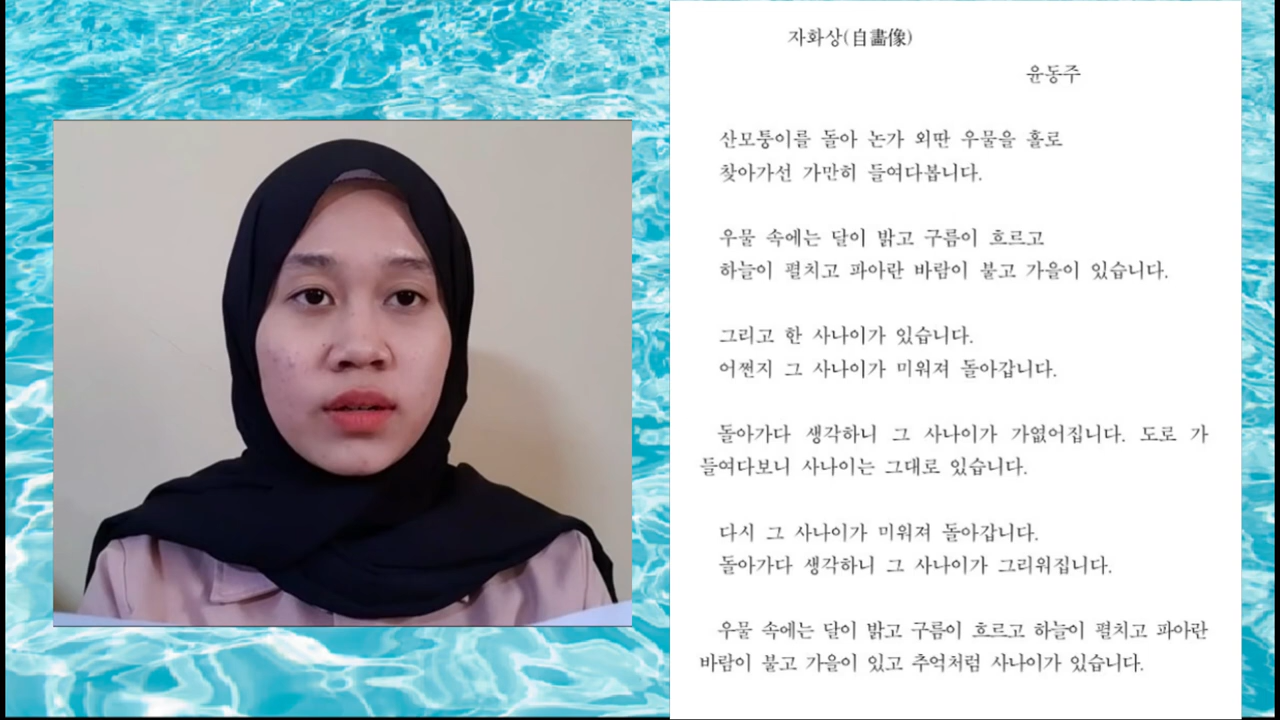 자화상(自畵像)
윤동주
산모퉁이를 돌아 논가 외딴 우물을 홀로
찾아가선 가만히 들여다봅니다.
우물 속에는 달이 밝고 구름이 흐르고
하늘이 펼치고 파아란 바람이 불고 가을이 있습니다.
그리고 한 사나이가 있습니다.
어쩐지 그 사나이가 미워져 돌아갑니다.
돌아가다 생각하니 그 사나이가 가엾어집니다. 도로 가
들여다보니 사나이는 그대로 있습니다.
다시 그 사나이가 미워져 돌아갑니다.
돌아가다 생각하니 그 사나이가 그리워집니다.
우물 속에는 달이 밝고 구름이 흐르고 하늘이 펼치고 파아란
바람이 불고 가을이 있고 추억처럼 사나이가 있습니다.